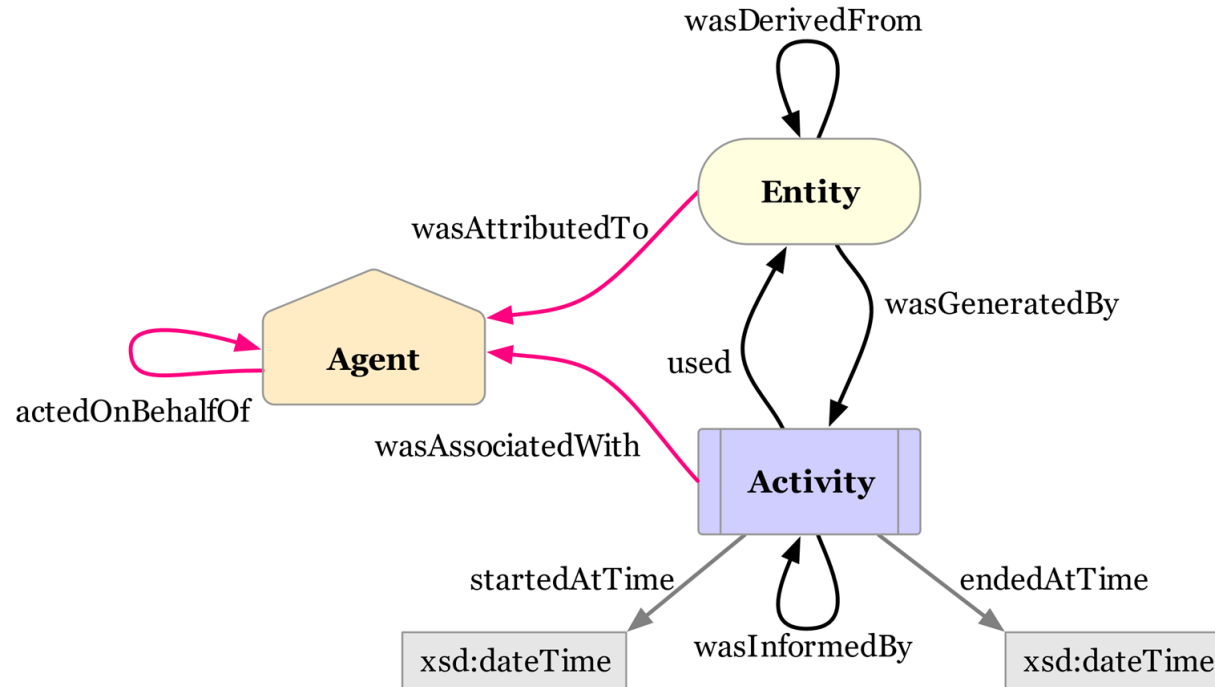 wasDerivedFrom
Entity
wasAttributedTo
wasGeneratedBy
used
Agent
actedOnBehalfOf
wasAssociatedWith
Activity
startedAtTime
endedAtTime
wasInformedBy
xsd:dateTime
xsd:dateTime